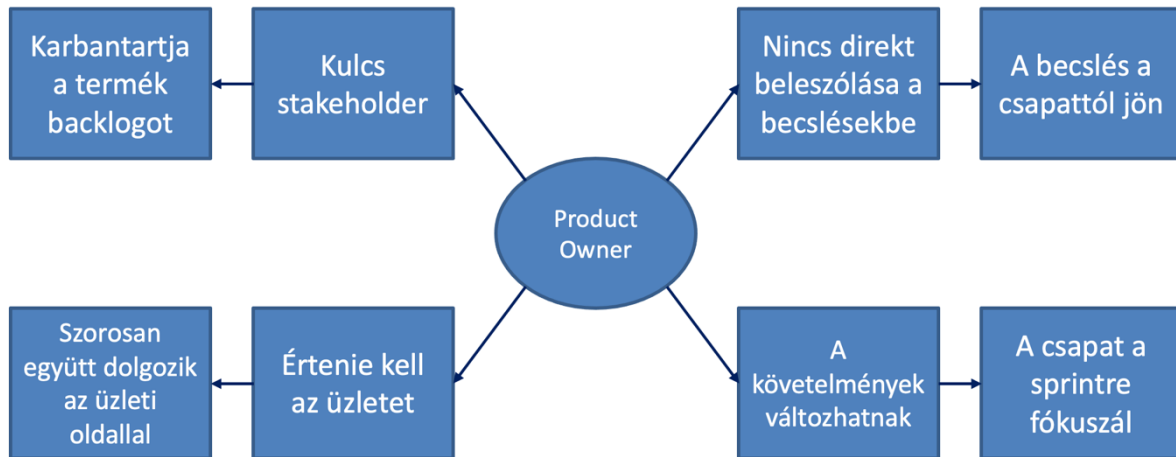 Karbantartja
a termék
backlogot
Kulcs
stakeholder
Nincs direkt
beleszólása a
becslésekbe
A becslés a
csapattól jön
Product
Owner
Szorosan
együtt dolgozik
az üzleti
oldallal
Értenie kell
az üzletet
A
követelmények
változhatnak
A csapat a
sprintre
fókuszál